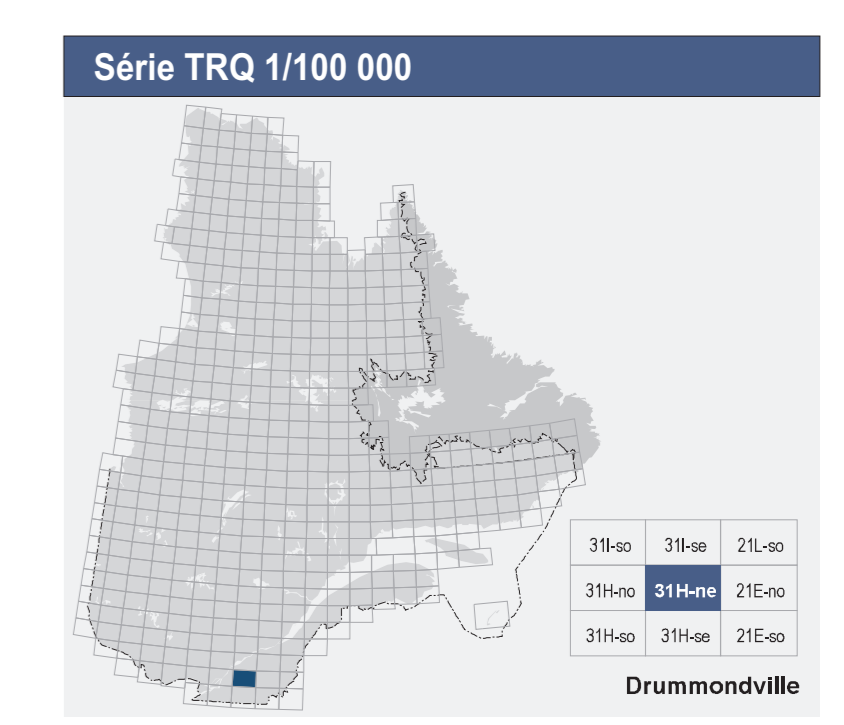 Série TRQ 1/100 000
31I-so 31I-se 21L-so
31H-no 31H-ne 21E-no
31H-so 31H-se 21E-so
Drummondville